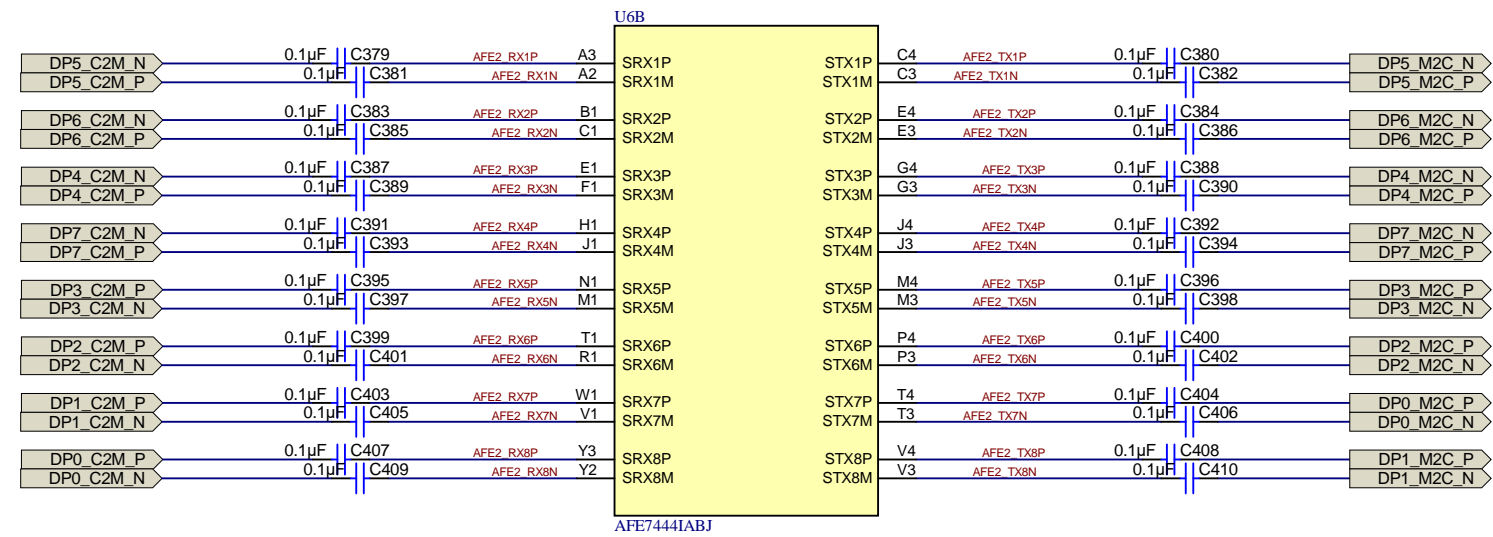 U6B
DP5_C2M_N 0.1µF C379 AFE2_RX1P A3 SRX1P STX1P C4 AFE2_TX1P 0.1µF C380 DP5_M2C_N
DP5_C2M_P 0.1µF C381 AFE2_RX1N A2 SRX1M STX1M C3 AFE2_TX1N 0.1µF C382 DP5_M2C_P
DP6_C2M_N 0.1µF C383 AFE2_RX2P B1 SRX2P STX2P E4 AFE2_TX2P 0.1µF C384 DP6_M2C_N
DP6_C2M_P 0.1µF C385 AFE2_RX2N C1 SRX2M STX2M E3 AFE2_TX2N 0.1µF C386 DP6_M2C_P
DP4_C2M_N 0.1µF C387 AFE2_RX3P E1 SRX3P STX3P G4 AFE2_TX3P 0.1µF C388 DP4_M2C_N
DP4_C2M_P 0.1µF C389 AFE2_RX3N F1 SRX3M STX3M G3 AFE2_TX3N 0.1µF C390 DP4_M2C_P
DP7_C2M_N 0.1µF C391 AFE2_RX4P H1 SRX4P STX4P J4 AFE2_TX4P 0.1µF C392 DP7_M2C_N
DP7_C2M_P 0.1µF C393 AFE2_RX4N J1 SRX4M STX4M J3 AFE2_TX4N 0.1µF C394 DP7_M2C_P
DP3_C2M_P 0.1µF C395 AFE2_RX5P N1 SRX5P STX5P M4 AFE2_TX5P 0.1µF C396 DP3_M2C_P
DP3_C2M_N 0.1µF C397 AFE2_RX5N M1 SRX5M STX5M M3 AFE2_TX5N 0.1µF C398 DP3_M2C_N
DP2_C2M_P 0.1µF C399 AFE2_RX6P T1 SRX6P STX6P P4 AFE2_TX6P 0.1µF C400 DP2_M2C_P
DP2_C2M_N 0.1µF C401 AFE2_RX6N R1 SRX6M STX6M P3 AFE2_TX6N 0.1µF C402 DP2_M2C_N
DP1_C2M_P 0.1µF C403 AFE2_RX7P W1 SRX7P STX7P T4 AFE2_TX7P 0.1µF C404 DP0_M2C_P
DP1_C2M_N 0.1µF C405 AFE2_RX7N V1 SRX7M STX7M T3 AFE2_TX7N 0.1µF C406 DP0_M2C_N
DP0_C2M_P 0.1µF C407 AFE2_RX8P Y3 SRX8P STX8P V4 AFE2_TX8P 0.1µF C408 DP1_M2C_P
DP0_C2M_N 0.1µF C409 AFE2_RX8N Y2 SRX8M STX8M V3 AFE2_TX8N 0.1µF C410 DP1_M2C_N
AFE7444IABJ